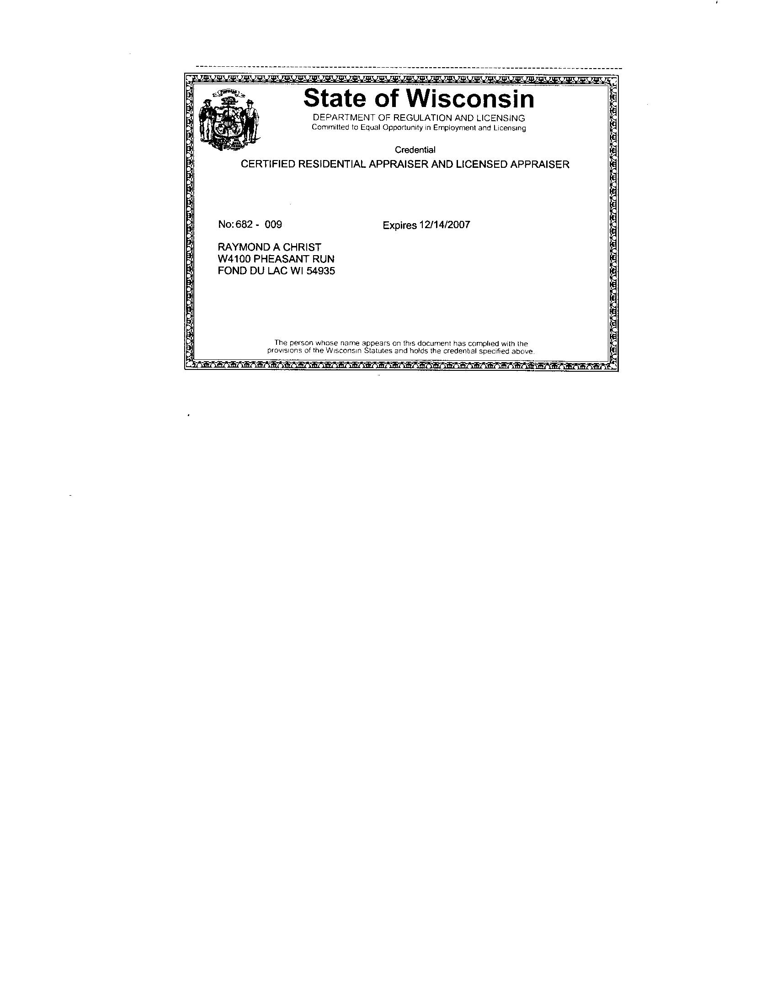 FORWARD
State of Wisconsin
DEPARTMENT OF REGULATION AND LICENSING
Committed to Equal Opportunity in Employment and Licensing
Credential
CERTIFIED RESIDENTIAL APPRAISER AND LICENSED APPRAISER
No: 682 - 009 Expires 12/14/2007
RAYMOND A CHRIST
W4100 PHEASANT RUN
FOND DU LAC WI 54935
The person whose name appears on this document has complied with the
provisions of the Wisconsin Statutes and holds the credential specified above.